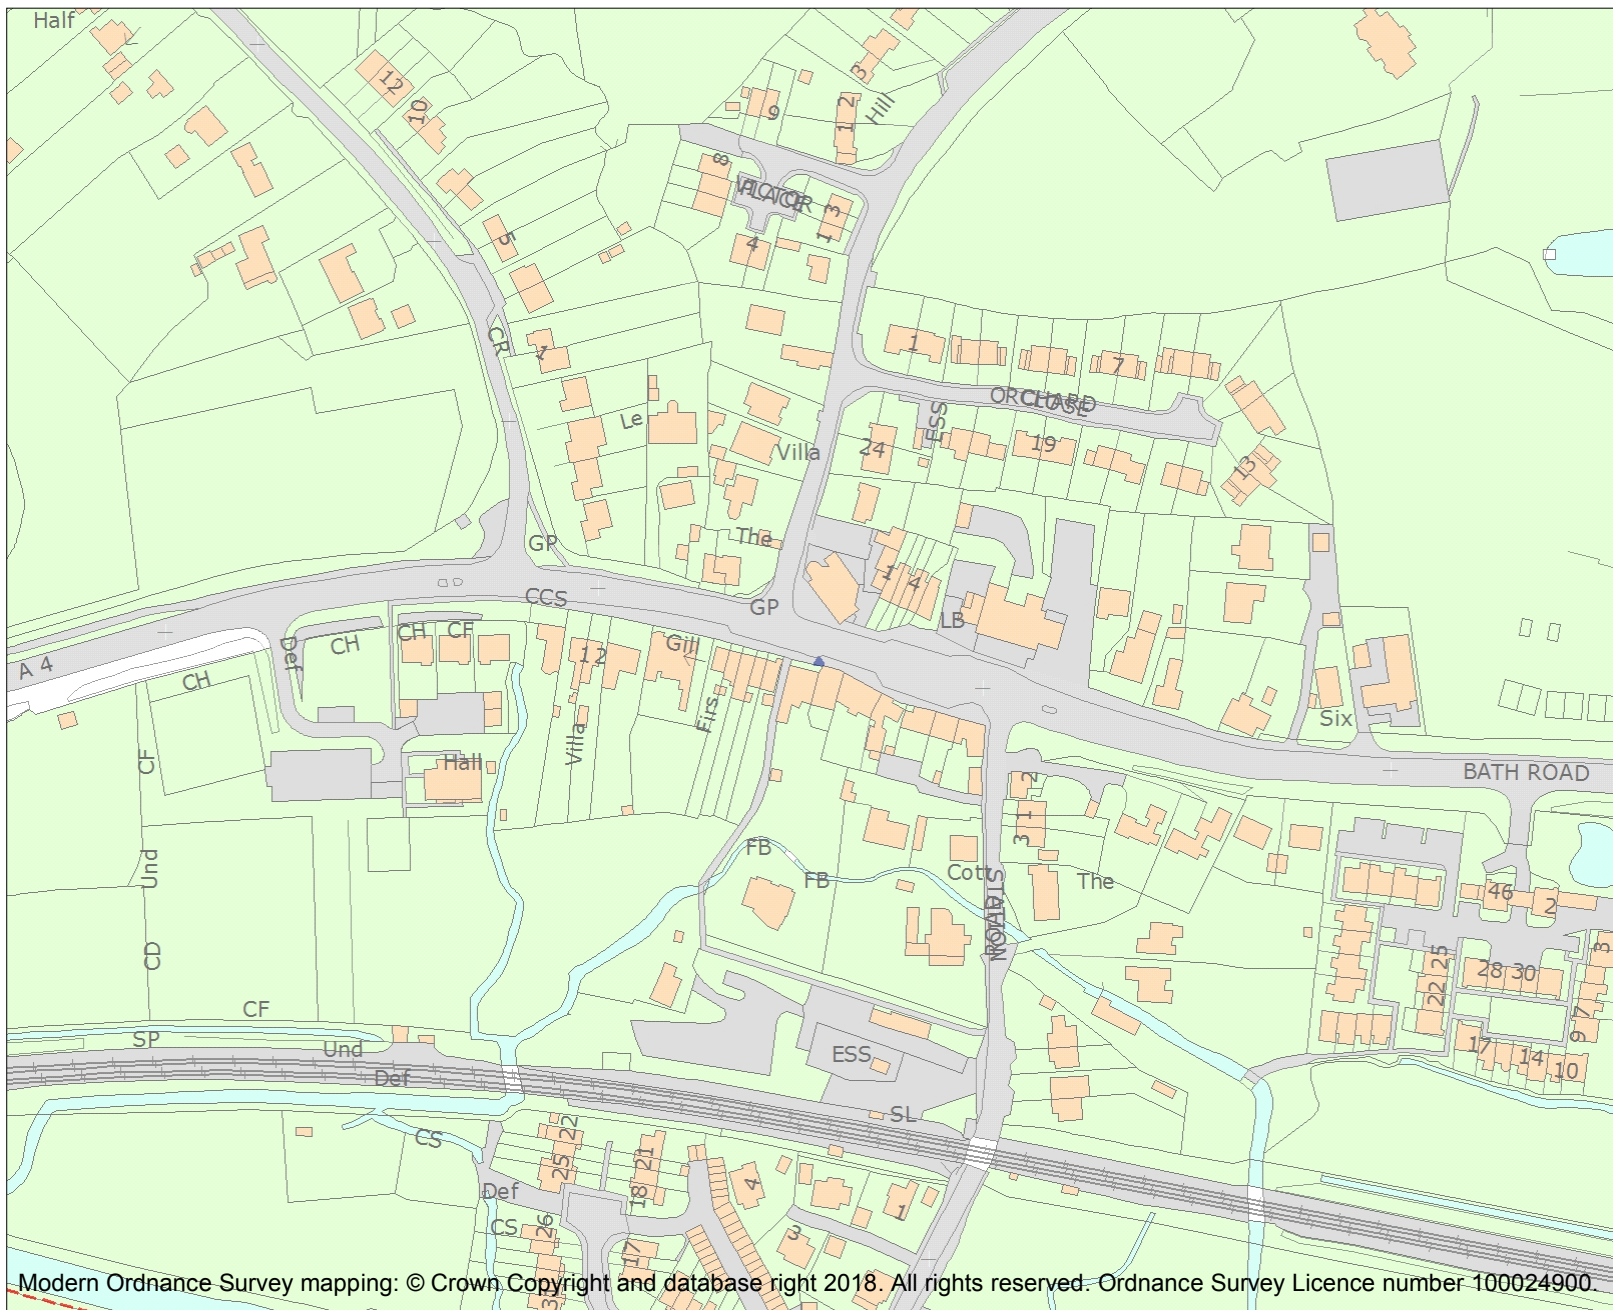 Half
12
10
9
3
1 2
Hill
8
VICTOR
PLACE
3
1
4
5
CR
1
1
7
ORCHARD
CLOSE
Le
ESS
Villa
24
19
13
The
GP
CCS
GP
1
4
LB
A 4
Def
CH
CH
CF
CH
1 2
Gill
Firs
Villa
Six
BATH ROAD
CF
Hall
2
1
3
Und
FB
FB
Cott
The
STATION
ROAD
46
2
CD
25
22
28 30
3
7
9
CF
SP
Und
Def
ESS
17
14
10
SL
CS
22
25
21
18
4
Def
CS
26
1
3
17
Modern Ordnance Survey mapping: © Crown Copyright and database right 2018. All rights reserved. Ordnance Survey Licence number 100024900.